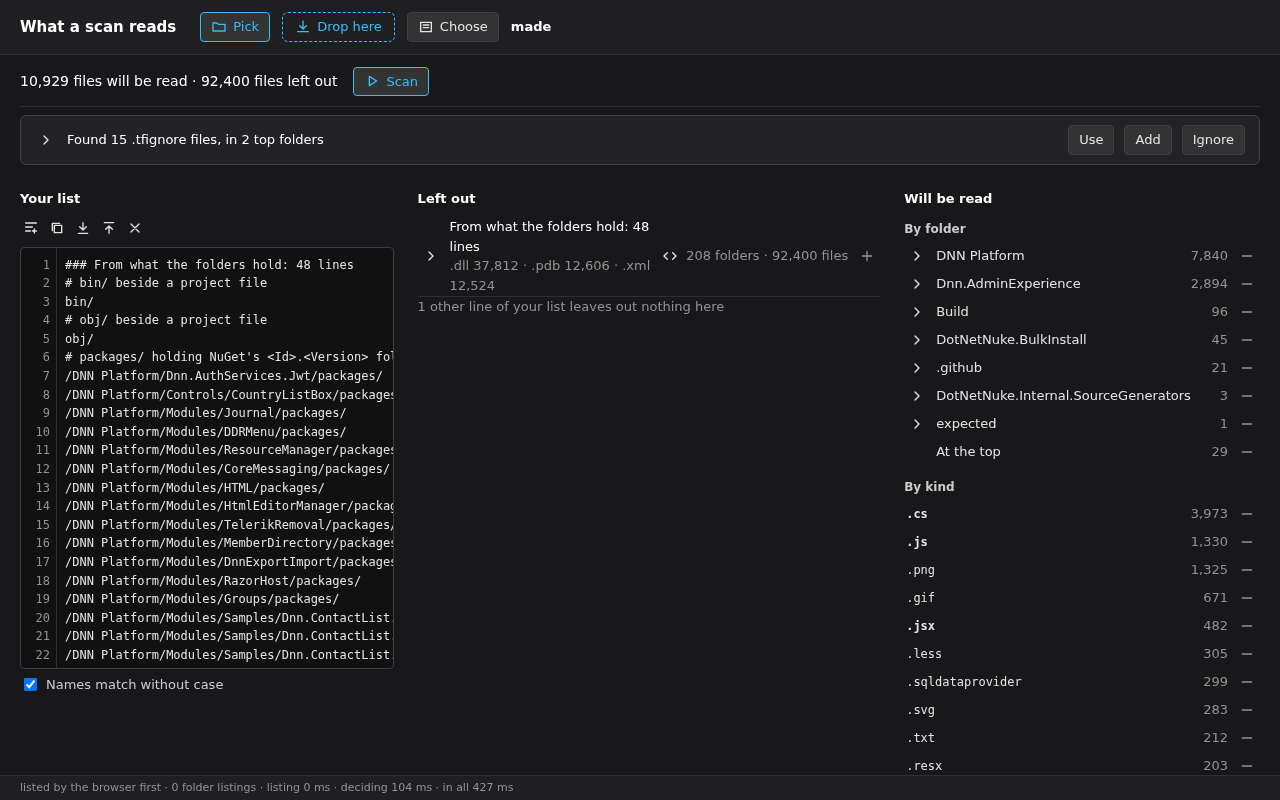 What a scan reads
Pick
Drop here
Choose
made
10,929 files will be read · 92,400 files left out
Scan
Found 15 .tfignore files, in 2 top folders
Use
Add
Ignore
Your list
1 ### From what the folders hold: 48 lines
2 # bin/ beside a project file
3 bin/
4 # obj/ beside a project file
5 obj/
6 # packages/ holding NuGet's <Id>.<Version> fol
7 /DNN Platform/Dnn.AuthServices.Jwt/packages/
8 /DNN Platform/Controls/CountryListBox/packages
9 /DNN Platform/Modules/Journal/packages/
10 /DNN Platform/Modules/DDRMenu/packages/
11 /DNN Platform/Modules/ResourceManager/packages
12 /DNN Platform/Modules/CoreMessaging/packages/
13 /DNN Platform/Modules/HTML/packages/
14 /DNN Platform/Modules/HtmlEditorManager/packag
15 /DNN Platform/Modules/TelerikRemoval/packages/
16 /DNN Platform/Modules/MemberDirectory/packages
17 /DNN Platform/Modules/DnnExportImport/packages
18 /DNN Platform/Modules/RazorHost/packages/
19 /DNN Platform/Modules/Groups/packages/
20 /DNN Platform/Modules/Samples/Dnn.ContactList.
21 /DNN Platform/Modules/Samples/Dnn.ContactList.
22 /DNN Platform/Modules/Samples/Dnn.ContactList.
Names match without case
Left out
From what the folders hold: 48
lines
.dll 37,812 · .pdb 12,606 · .xml
12,524
208 folders · 92,400 files
1 other line of your list leaves out nothing here
Will be read
By folder
DNN Platform 7,840
Dnn.AdminExperience 2,894
Build 96
DotNetNuke.BulkInstall 45
.github 21
DotNetNuke.Internal.SourceGenerators 3
expected 1
At the top 29
By kind
.cs 3,973
.js 1,330
.png 1,325
.gif 671
.jsx 482
.less 305
.sqldataprovider 299
.svg 283
.txt 212
.resx 203
listed by the browser first · 0 folder listings · listing 0 ms · deciding 104 ms · in all 427 ms